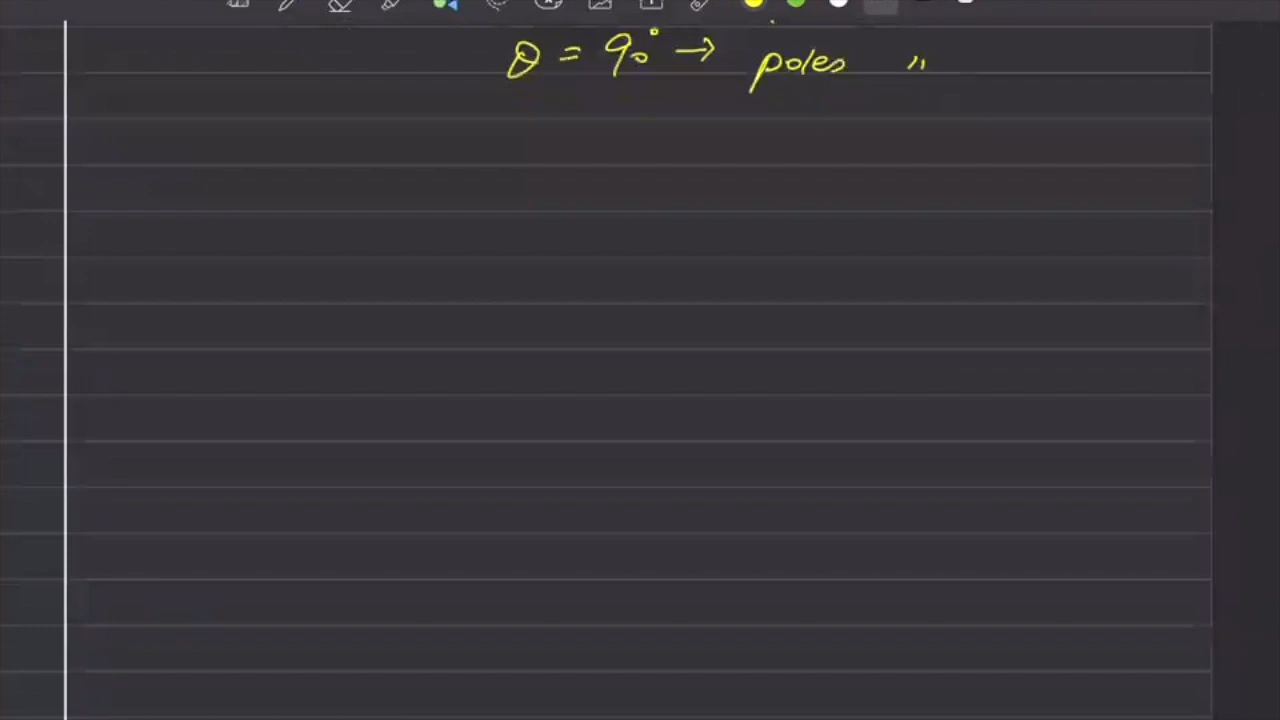 θ = 90° → poles "